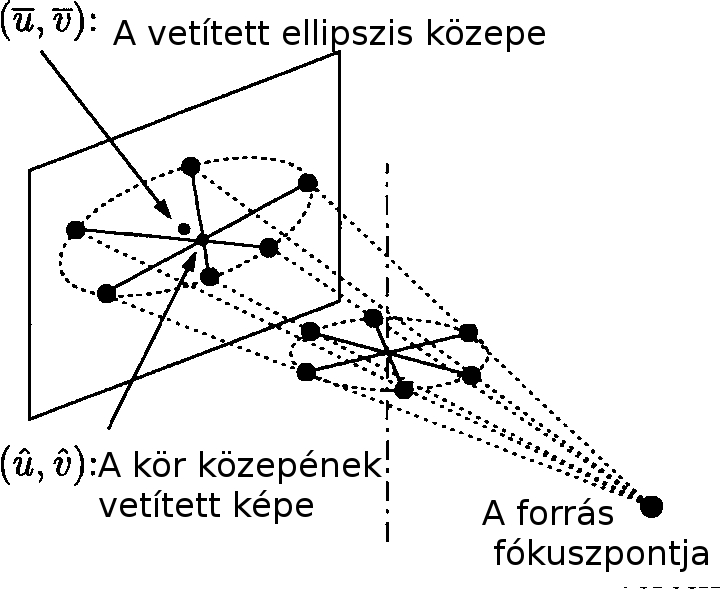 (u̅, v̅): A vetített ellipszis közepe
(û, v̂):A kör közepének
vetített képe
A forrás
fókuszpontja